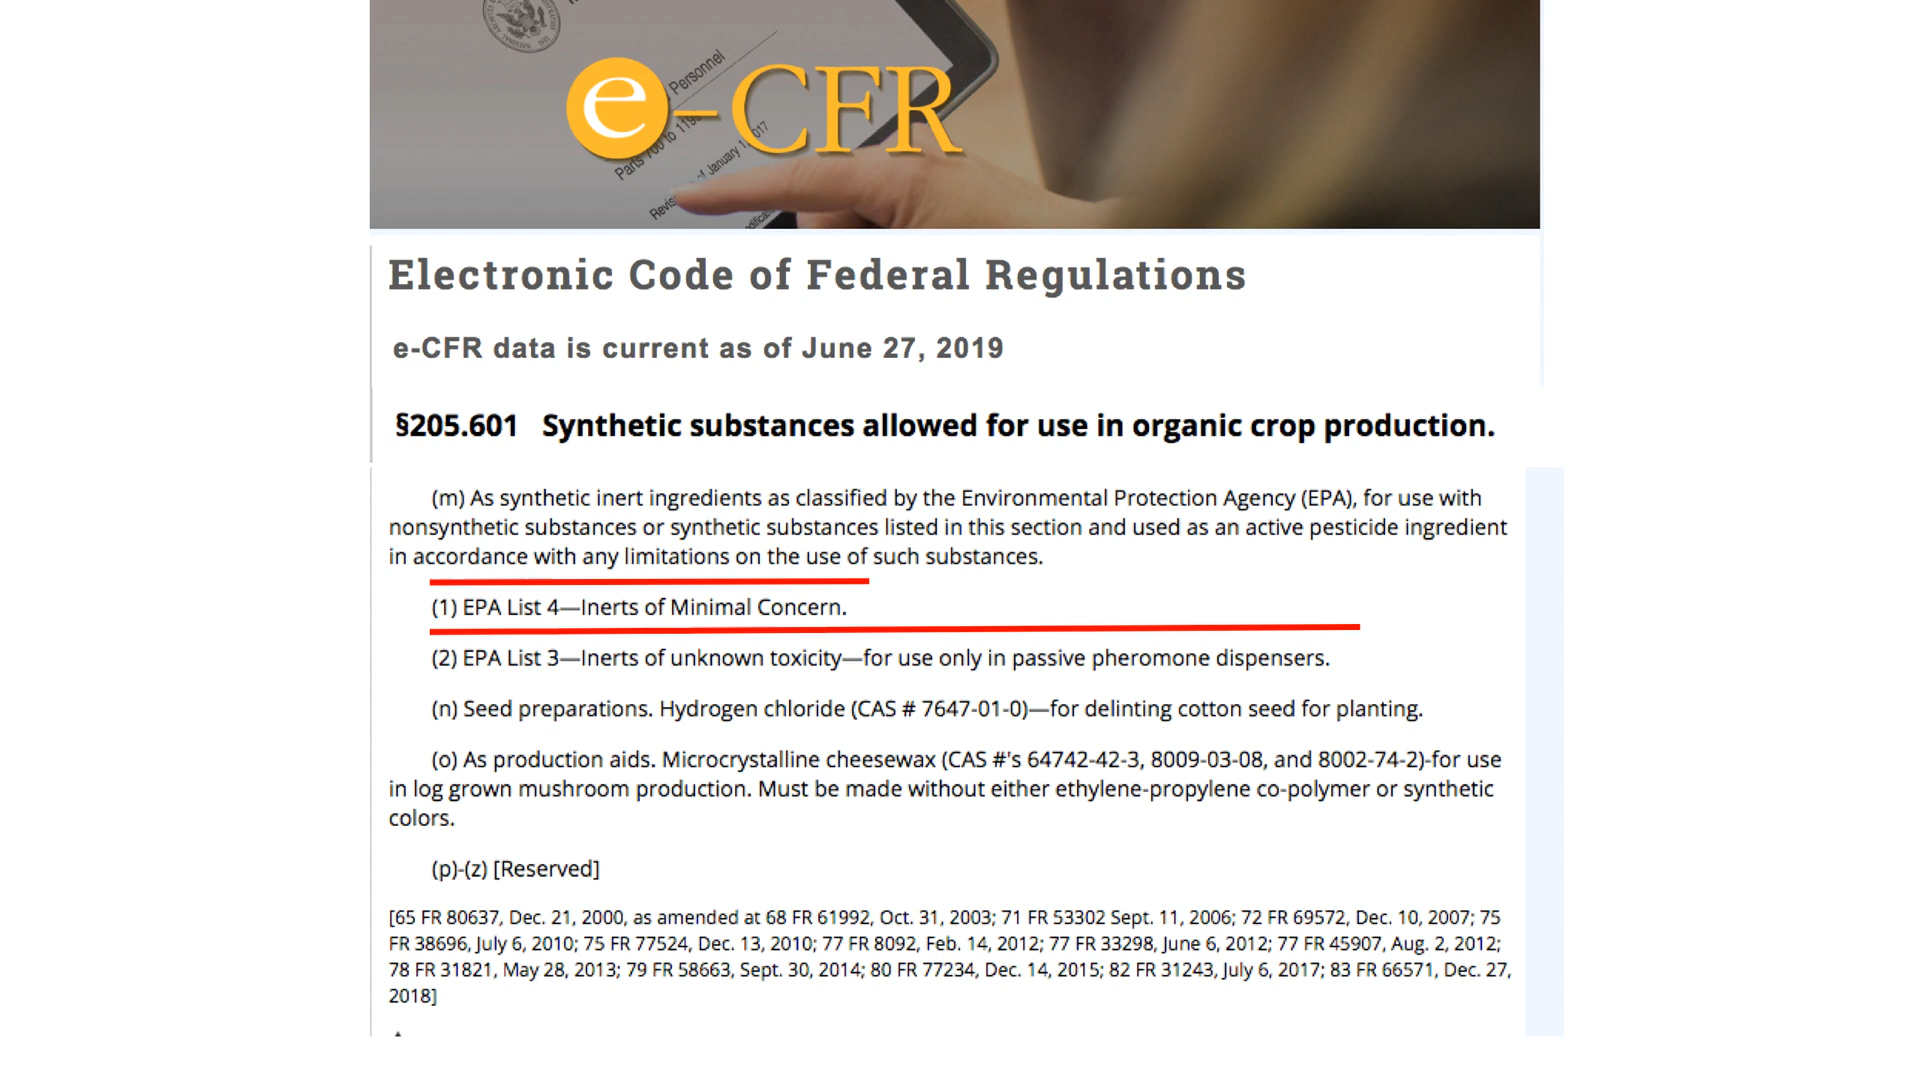 Personnel
Parts 700 to 1199
e-CFR
of January 1, 2017
Electronic Code of Federal Regulations
e-CFR data is current as of June 27, 2019
§205.601 Synthetic substances allowed for use in organic crop production.
(m) As synthetic inert ingredients as classified by the Environmental Protection Agency (EPA), for use with
nonsynthetic substances or synthetic substances listed in this section and used as an active pesticide ingredient
in accordance with any limitations on the use of such substances.
(1) EPA List 4—Inerts of Minimal Concern.
(2) EPA List 3—Inerts of unknown toxicity—for use only in passive pheromone dispensers.
(n) Seed preparations. Hydrogen chloride (CAS # 7647-01-0)—for delinting cotton seed for planting.
(o) As production aids. Microcrystalline cheesewax (CAS #'s 64742-42-3, 8009-03-08, and 8002-74-2)-for use
in log grown mushroom production. Must be made without either ethylene-propylene co-polymer or synthetic
colors.
(p)-(z) [Reserved]
[65 FR 80637, Dec. 21, 2000, as amended at 68 FR 61992, Oct. 31, 2003; 71 FR 53302 Sept. 11, 2006; 72 FR 69572, Dec. 10, 2007; 75
FR 38696, July 6, 2010; 75 FR 77524, Dec. 13, 2010; 77 FR 8092, Feb. 14, 2012; 77 FR 33298, June 6, 2012; 77 FR 45907, Aug. 2, 2012;
78 FR 31821, May 28, 2013; 79 FR 58663, Sept. 30, 2014; 80 FR 77234, Dec. 14, 2015; 82 FR 31243, July 6, 2017; 83 FR 66571, Dec. 27,
2018]